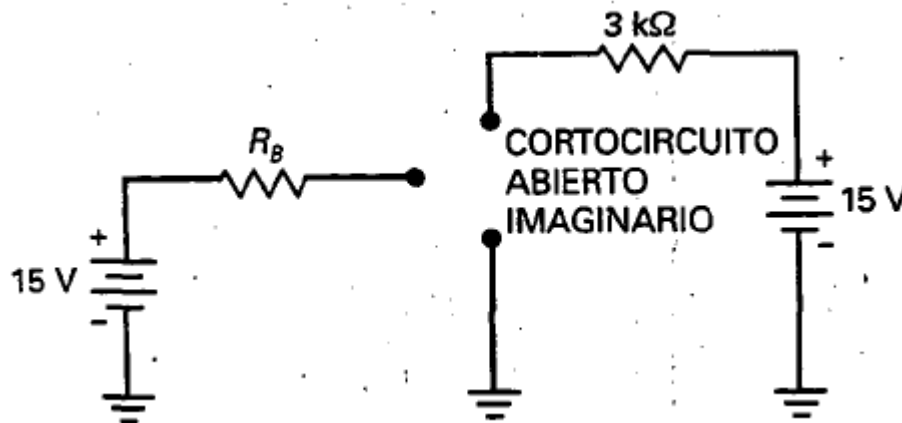 3 kΩ
R_B
CORTOCIRCUITO
ABIERTO
IMAGINARIO
+
15 V
-
+
15 V
-